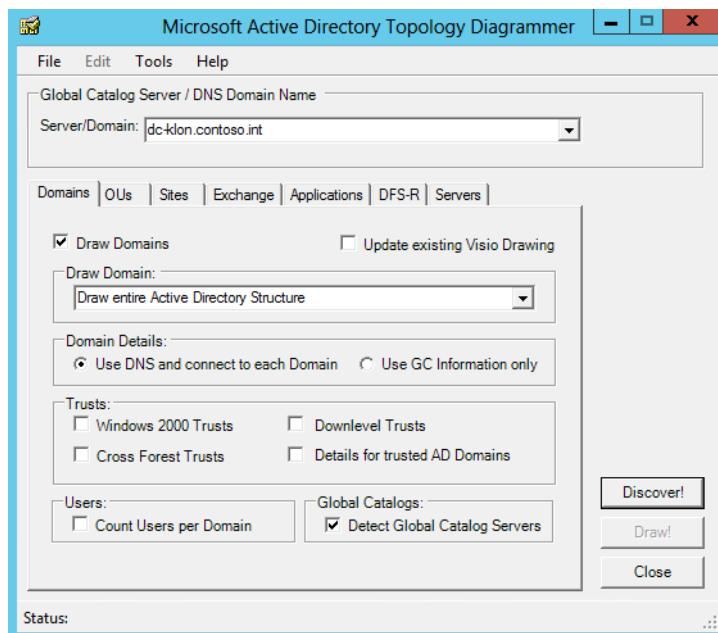 Microsoft Active Directory Topology Diagrammer
File Edit Tools Help
Global Catalog Server / DNS Domain Name
Server/Domain: dc-klon.contoso.int
Domains OUs Sites Exchange Applications DFS-R Servers
Draw Domains Update existing Visio Drawing
Draw Domain:
Draw entire Active Directory Structure
Domain Details:
Use DNS and connect to each Domain Use GC Information only
Trusts:
Windows 2000 Trusts Downlevel Trusts
Cross Forest Trusts Details for trusted AD Domains
Users: Global Catalogs:
Count Users per Domain Detect Global Catalog Servers
Discover!
Draw!
Close
Status: